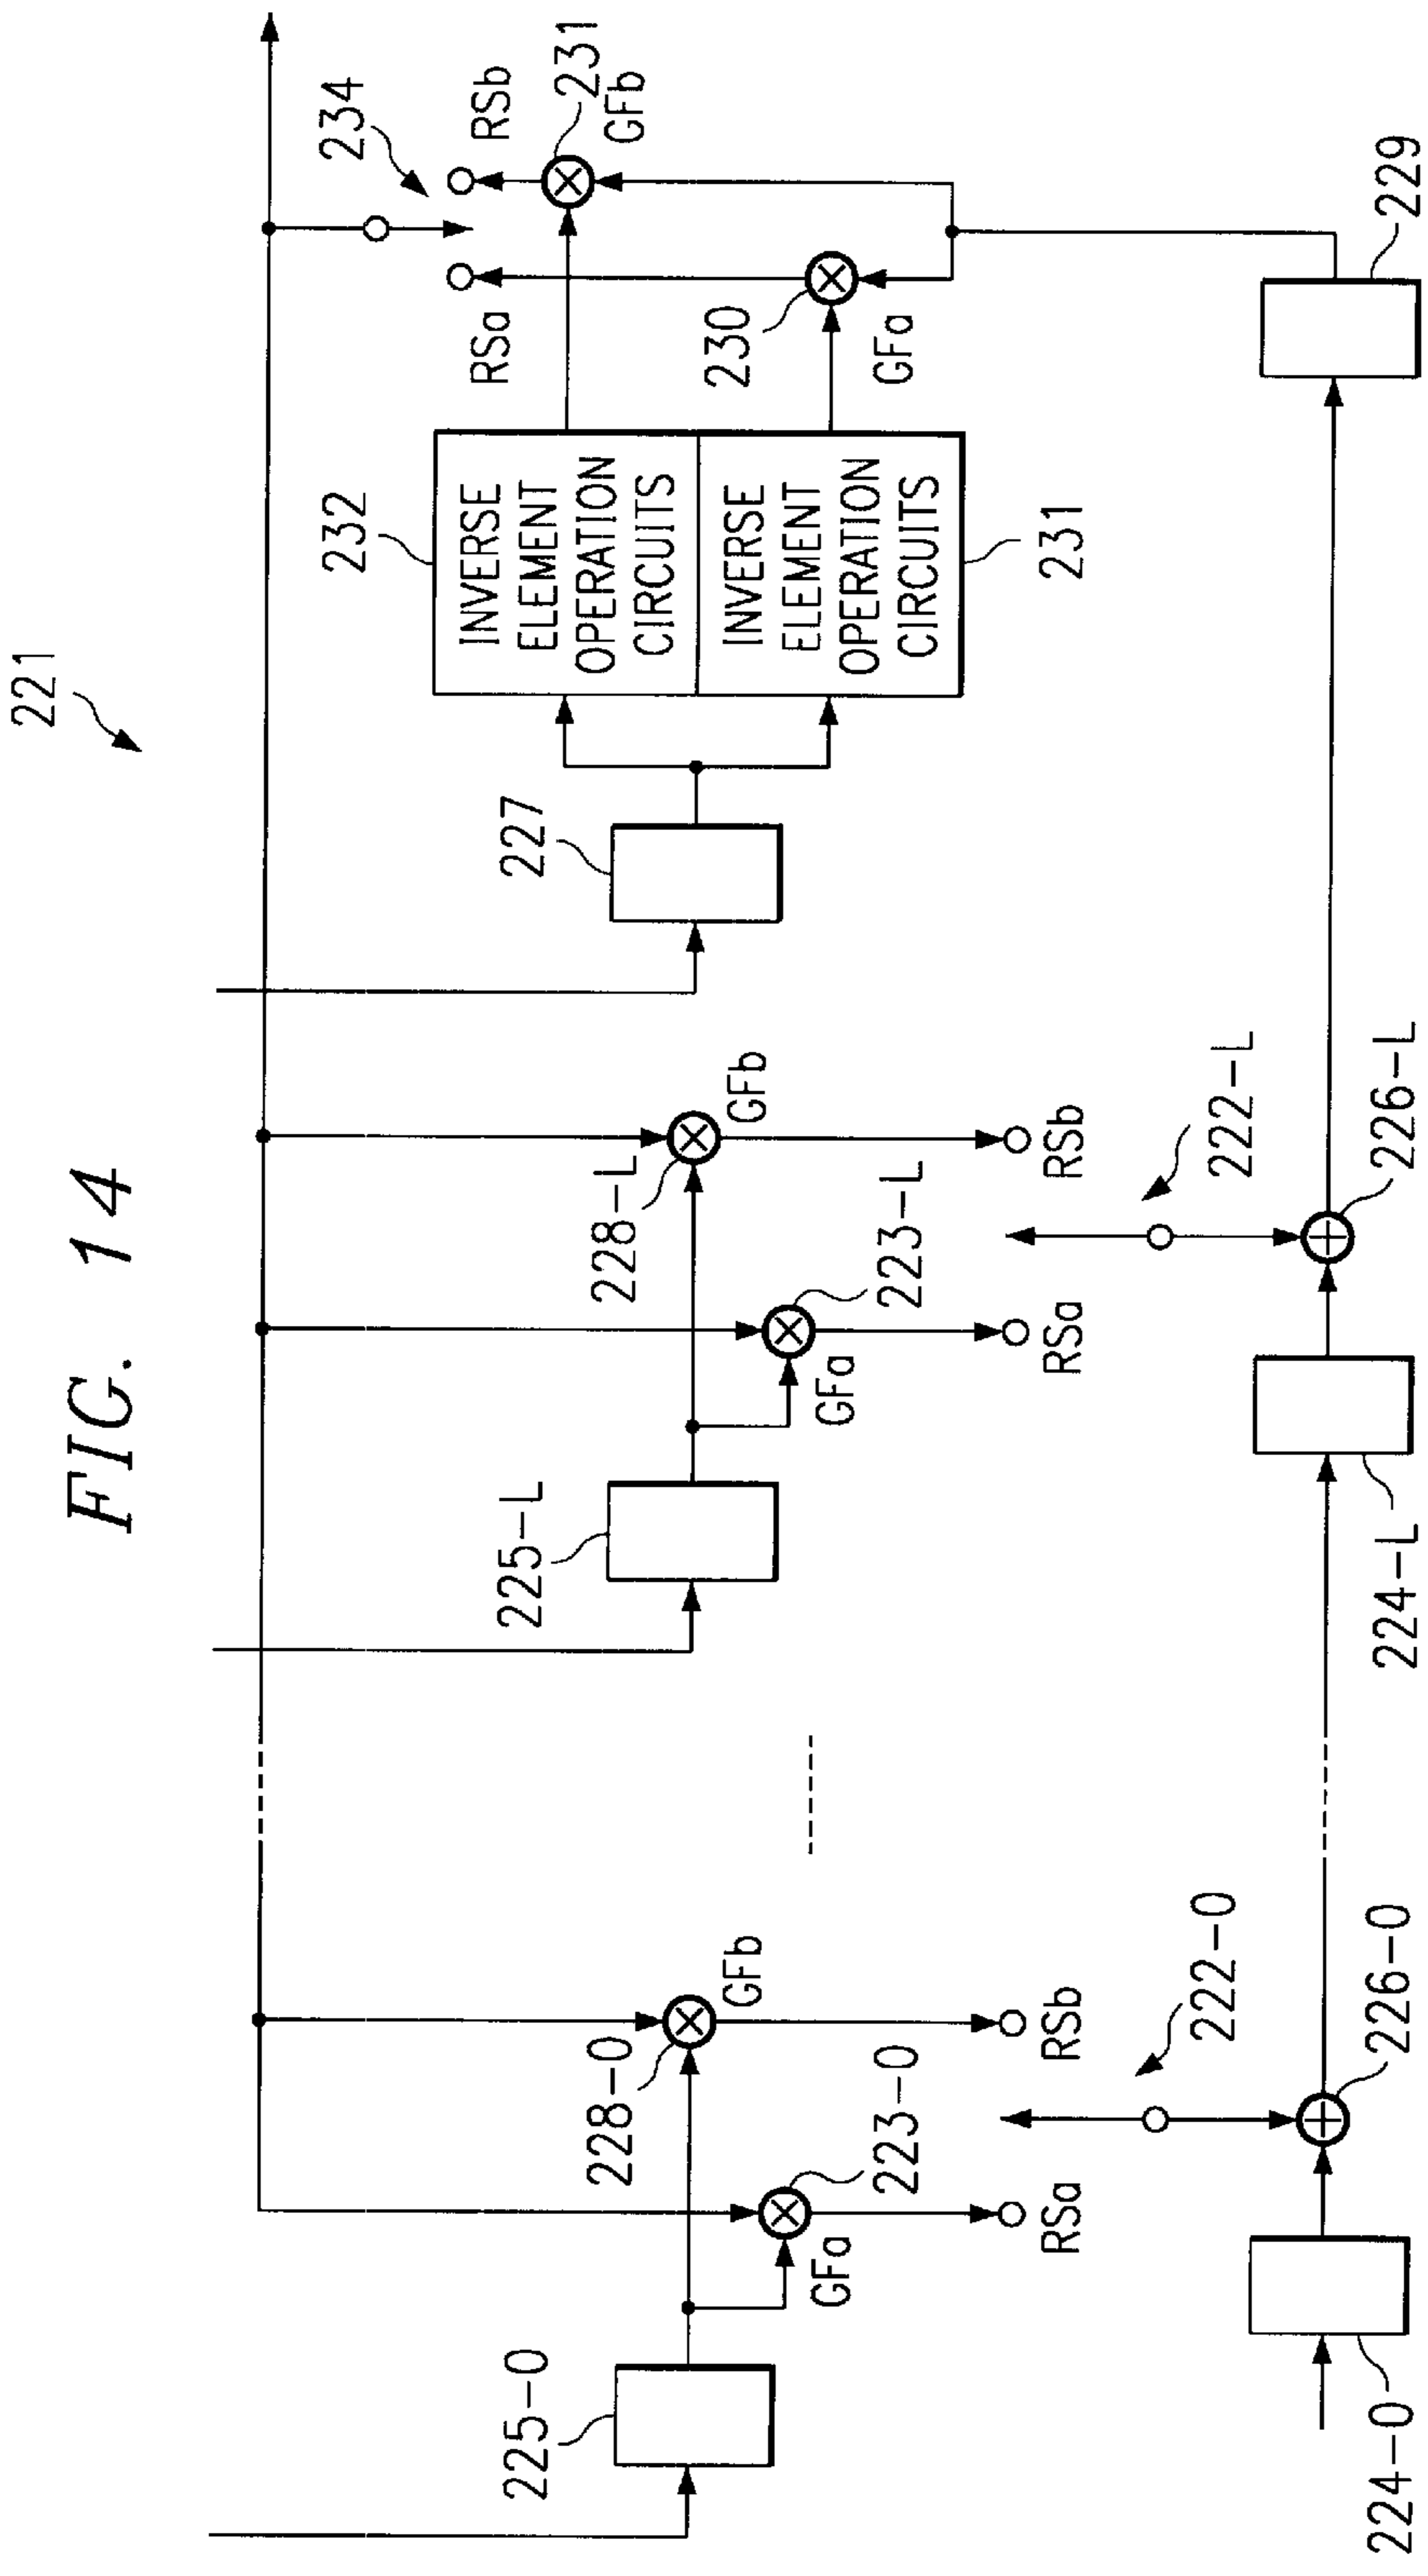 FIG. 14
221
234
RSb
231
GFb
RSa
230
GFa
232
INVERSE
ELEMENT
OPERATION
CIRCUITS
INVERSE
ELEMENT
OPERATION
CIRCUITS
231
227
229
225-L
228-L
GFb
223-L
GFa
RSa
RSb
222-L
226-L
224-L
225-0
228-0
GFb
223-0
GFa
RSa
RSb
222-0
226-0
224-0